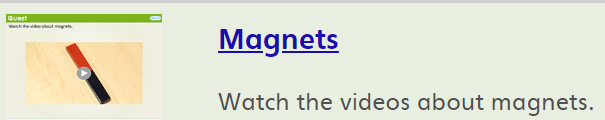 Quest
Watch the video about magnets.
Magnets
Watch the videos about magnets.